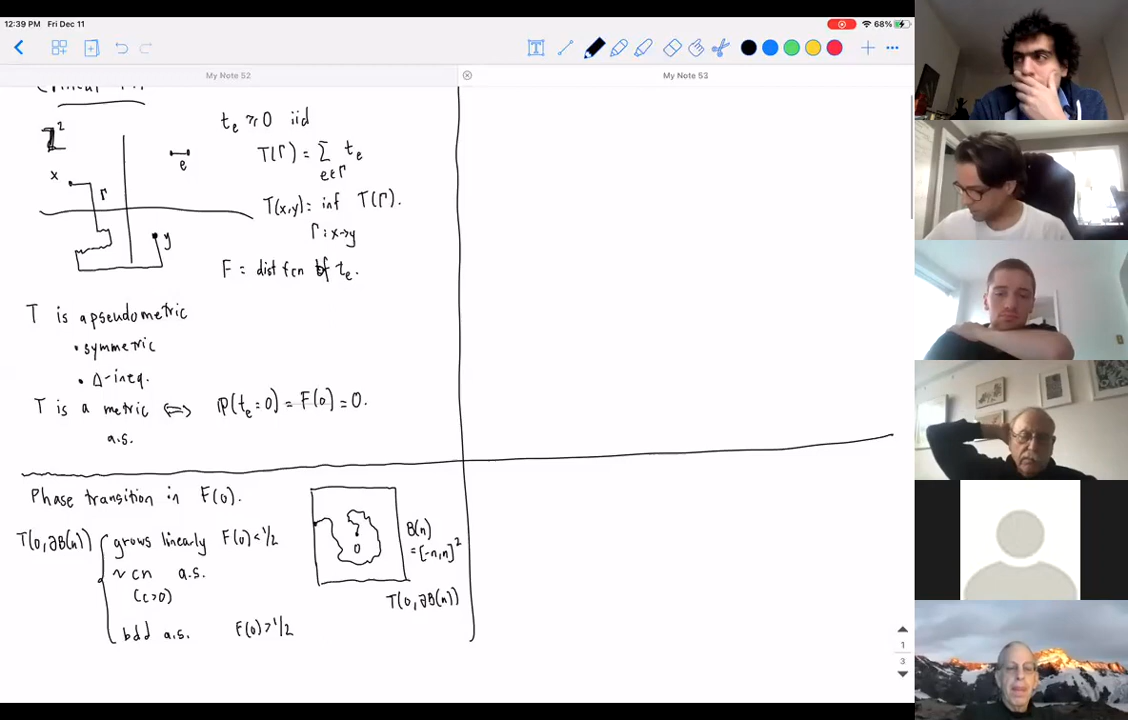 12:39 PM Fri Dec 11
68%
My Note 52
My Note 53
ℤ²
t_e ≥ 0 iid
T(Γ) = Σ_{e∈Γ} t_e
e
x
Γ
T(x,y) = inf T(Γ).
Γ: x→y
y
F = dist fcn of t_e.
T is a pseudometric
• symmetric
• Δ-ineq.
T is a metric ⇔ ℙ(t_e = 0) = F(0) = 0.
a.s.
Phase transition in F(0).
T(0,∂B(n)) { grows linearly F(0) < 1/2
~ cn a.s.
(c>0)
bdd a.s. F(0) > 1/2
0
B(n)
= [-n,n]²
T(0,∂B(n))
1
3